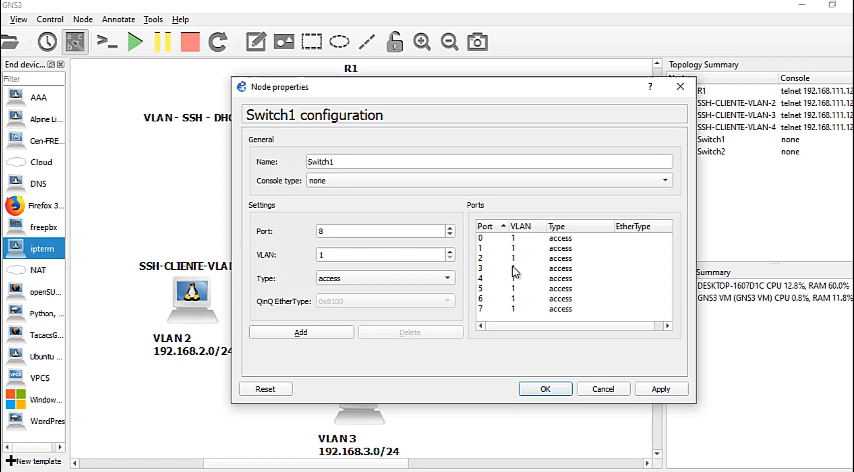 GNS3
View Control Node Annotate Tools Help
End devic...
Filter
AAA
Alpine Li...
Cen-FRE...
Cloud
DNS
Firefox 3...
freepbx
ipterm
NAT
openSU...
Python, ...
TacacsG...
Ubuntu ...
VPCS
Window...
WordPres
New template
R1
VLAN - SSH - DHC
SSH-CLIENTE-VLA
VLAN 2
192.168.2.0/24
VLAN 3
192.168.3.0/24
Node properties
?
Switch1 configuration
General
Name: Switch1
Console type: none
Settings
Port: 8
VLAN: 1
Type: access
QinQ EtherType: 0x8100
Add Delete
Ports
Port VLAN Type EtherType
0 1 access
1 1 access
2 1 access
3 1 access
4 1 access
5 1 access
6 1 access
7 1 access
Reset OK Cancel Apply
Topology Summary
Console
R1 telnet 192.168.111.12
SSH-CLIENTE-VLAN-2 telnet 192.168.111.12
SSH-CLIENTE-VLAN-3 telnet 192.168.111.12
SSH-CLIENTE-VLAN-4 telnet 192.168.111.12
Switch1 none
Switch2 none
Summary
DESKTOP-1607D1C CPU 12.8%, RAM 60.0%
GNS3 VM (GNS3 VM) CPU 0.8%, RAM 11.8%